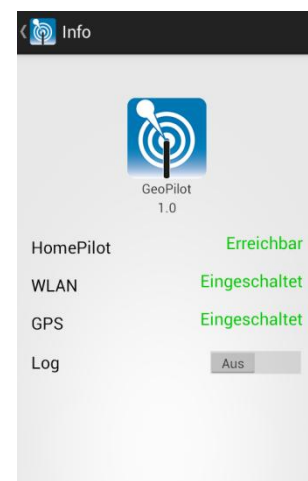 Info
GeoPilot
1.0
HomePilot Erreichbar
WLAN Eingeschaltet
GPS Eingeschaltet
Log Aus